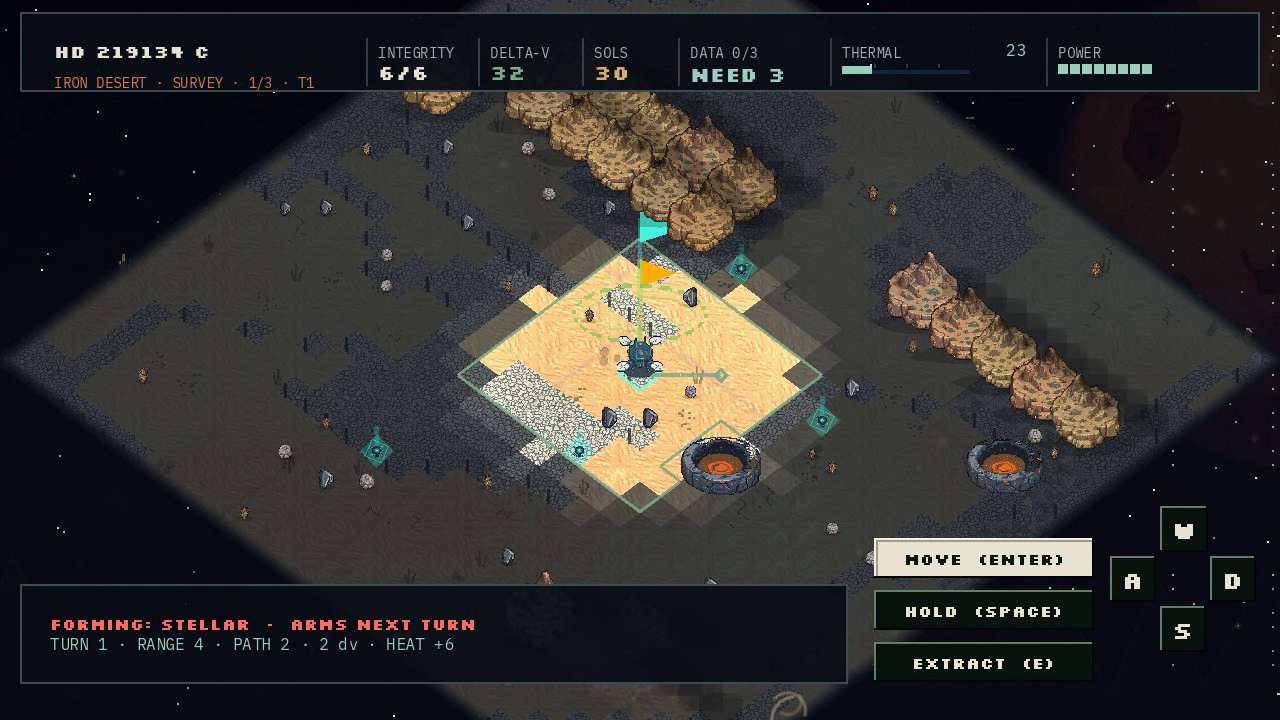 HD 219134 C
IRON DESERT · SURVEY · 1/3 · T1
INTEGRITY
6/6
DELTA-V
32
SOLS
30
DATA 0/3
NEED 3
THERMAL
23
POWER
MOVE (ENTER)
HOLD (SPACE)
EXTRACT (E)
W
A
D
S
FORMING: STELLAR · ARMS NEXT TURN
TURN 1 · RANGE 4 · PATH 2 · 2 dv · HEAT +6